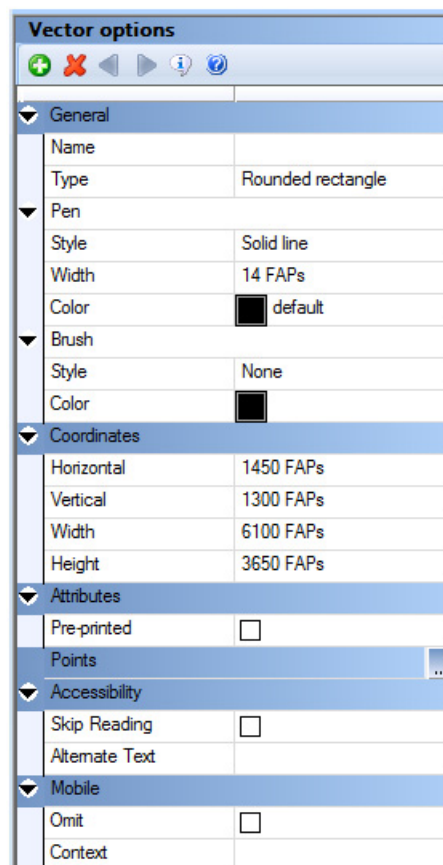 Vector options
General
Name
Type Rounded rectangle
Pen
Style Solid line
Width 14 FAPs
Color default
Brush
Style None
Color
Coordinates
Horizontal 1450 FAPs
Vertical 1300 FAPs
Width 6100 FAPs
Height 3650 FAPs
Attributes
Pre-printed
Points ...
Accessibility
Skip Reading
Alternate Text
Mobile
Omit
Context